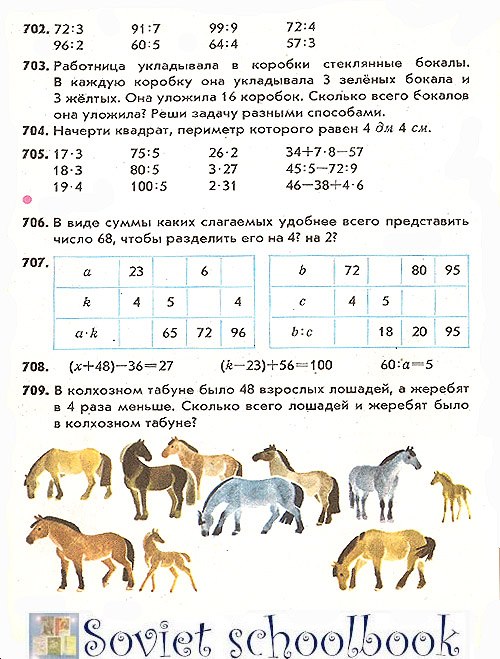 702. 72:3 91:7 99:9 72:4
96:2 60:5 64:4 57:3
703. Работница укладывала в коробки стеклянные бокалы.
В каждую коробку она укладывала 3 зелёных бокала и
3 жёлтых. Она уложила 16 коробок. Сколько всего бокалов
она уложила? Реши задачу разными способами.
704. Начерти квадрат, периметр которого равен 4 дм 4 см.
705. 17·3 75:5 26·2 34+7·8−57
18·3 80:5 3·27 45:5−72:9
19·4 100:5 2·31 46−38+4·6
706. В виде суммы каких слагаемых удобнее всего представить
число 68, чтобы разделить его на 4? на 2?
707.
a 23 6 b 72 80 95
k 4 5 4 c 4 5
a·k 65 72 96 b:c 18 20 95
708. (x+48)−36=27 (k−23)+56=100 60:a=5
709. В колхозном табуне было 48 взрослых лошадей, а жеребят
в 4 раза меньше. Сколько всего лошадей и жеребят было
в колхозном табуне?
Soviet schoolbook